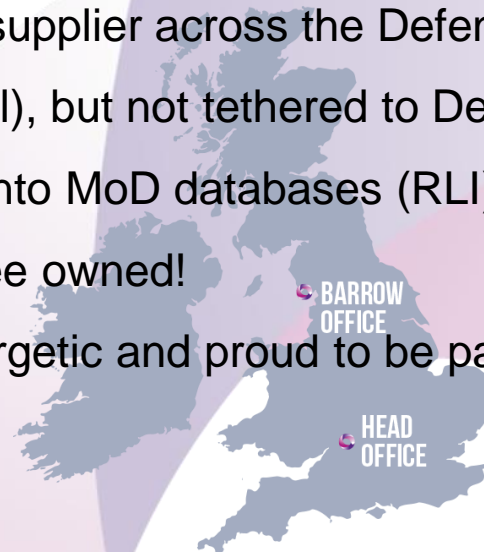 supplier across the Defen
l), but not tethered to De
nto MoD databases (RLI)
ee owned!
BARROW
OFFICE
rgetic and proud to be pa
HEAD
OFFICE